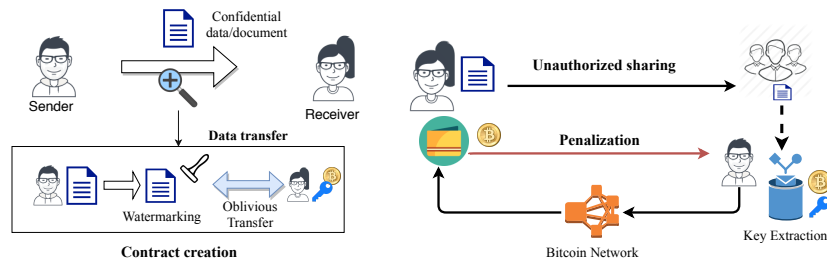 Confidential
data/document
Sender
Receiver
Data transfer
Watermarking
Oblivious
Transfer
Contract creation
Unauthorized sharing
Penalization
Bitcoin Network
Key Extraction